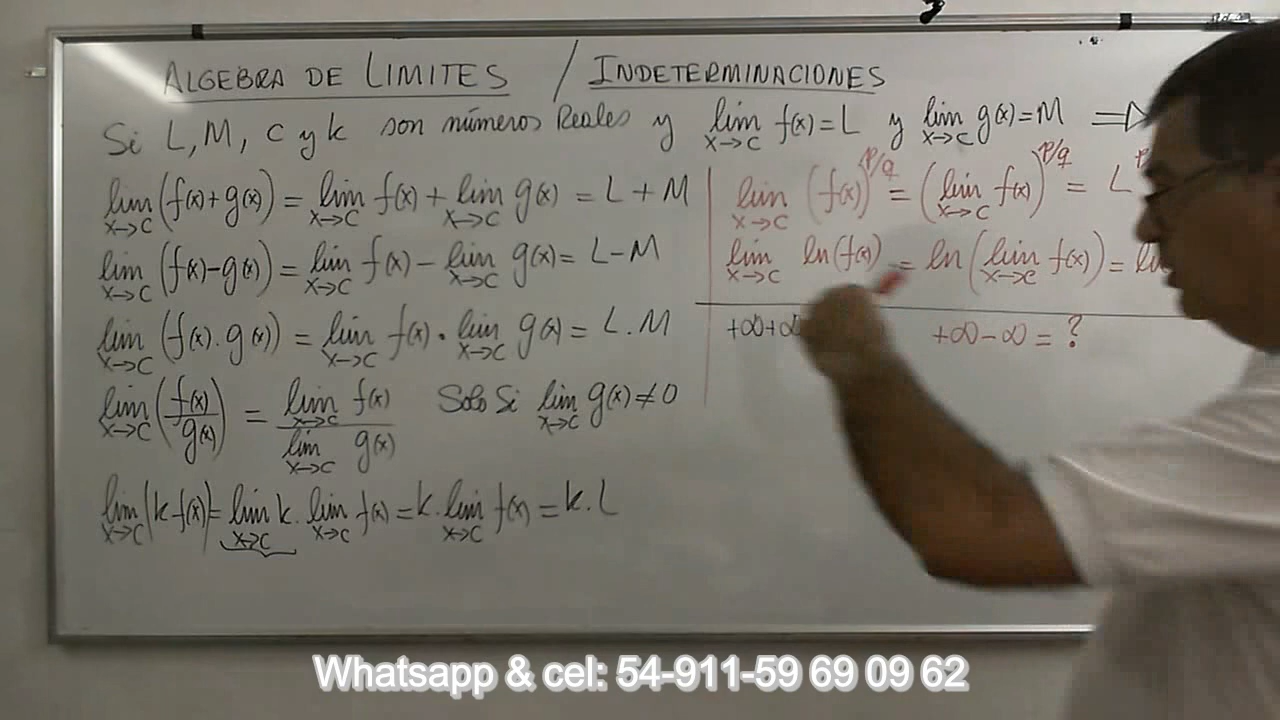 ALGEBRA DE LIMITES / INDETERMINACIONES
Si L, M, C y k son números Reales y lim x→c f(x) = L y lim x→c g(x) = M ⇒
lim x→c (f(x) + g(x)) = lim x→c f(x) + lim x→c g(x) = L + M
lim x→c (f(x) - g(x)) = lim x→c f(x) - lim x→c g(x) = L - M
lim x→c (f(x) . g(x)) = lim x→c f(x) . lim x→c g(x) = L . M
lim x→c (f(x)/g(x)) = lim x→c f(x) / lim x→c g(x) Solo Si lim x→c g(x) ≠ 0
lim x→c (k f(x)) = lim x→c k . lim x→c f(x) = k . lim x→c f(x) = k . L
lim x→c (f(x))^p/q = (lim x→c f(x))^p/q = L
lim x→c ln(f(x)) = ln(lim x→c f(x)) =
+∞+∞ +∞-∞ = ?
Whatsapp & cel: 54-911-59 69 09 62